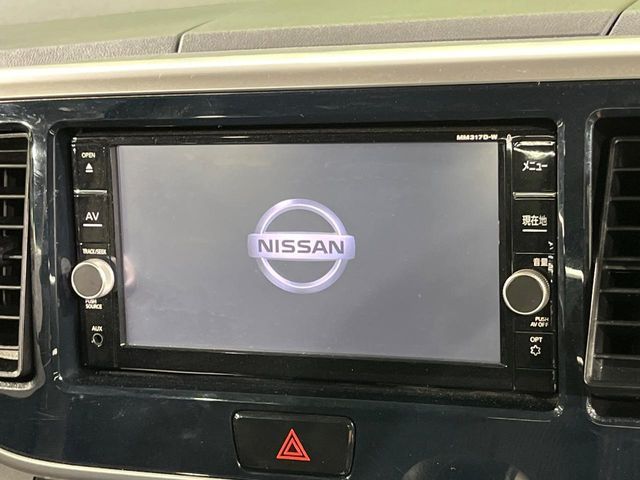 MM317D-W
OPEN
AV
TRACK/SEEK
PUSH
SOURCE
AUX
NISSAN
メニュー
現在地
音量
PUSH
AV OFF
OPT